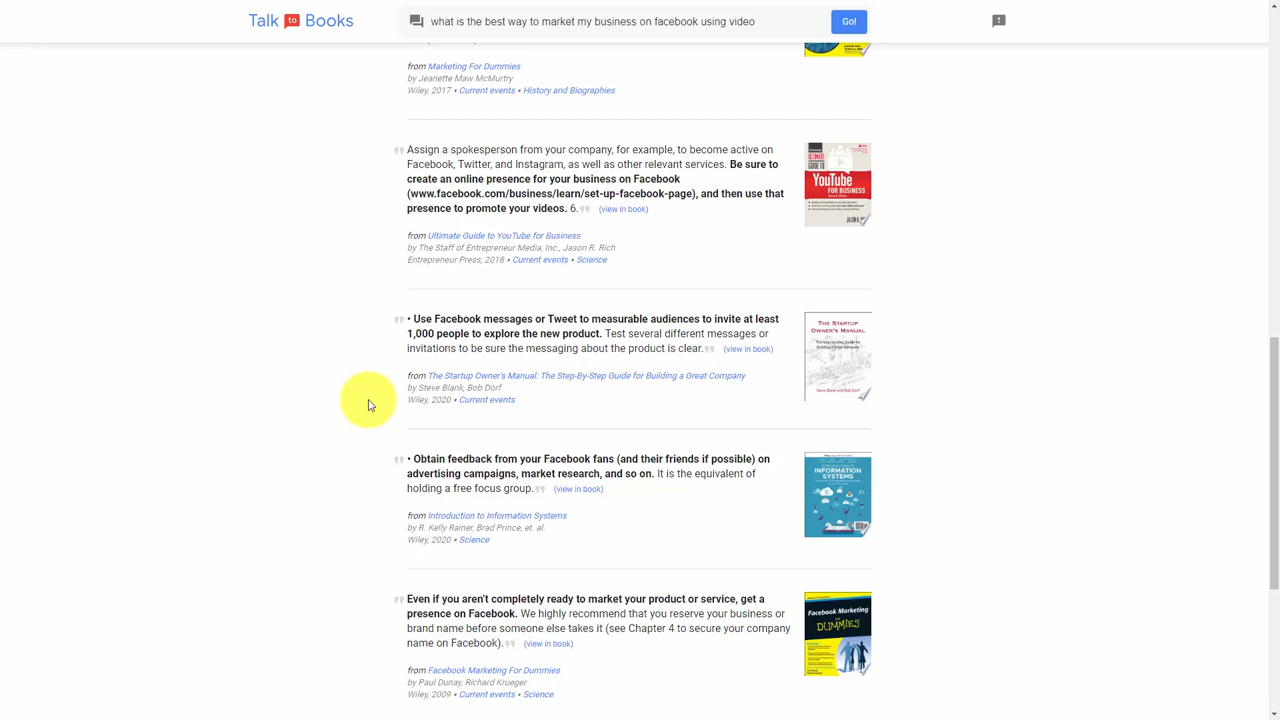 Talk to Books
what is the best way to market my business on facebook using video
Go!
from Marketing For Dummies
by Jeanette Maw McMurtry
Wiley, 2017 • Current events • History and Biographies
Assign a spokesperson from your company, for example, to become active on
Facebook, Twitter, and Instagram, as well as other relevant services. Be sure to
create an online presence for your business on Facebook
(www.facebook.com/business/learn/set-up-facebook-page), and then use that
presence to promote your videos. 6. (view in book)
from Ultimate Guide to YouTube for Business
by The Staff of Entrepreneur Media, Inc., Jason R. Rich
Entrepreneur Press, 2018 • Current events • Science
YouTube
FOR BUSINESS
• Use Facebook messages or Tweet to measurable audiences to invite at least
1,000 people to explore the new product. Test several different messages or
invitations to be sure the messaging about the product is clear. (view in book)
from The Startup Owner's Manual: The Step-By-Step Guide for Building a Great Company
by Steve Blank, Bob Dorf
Wiley, 2020 • Current events
THE STARTUP
OWNER'S MANUAL
Steve Blank and Bob Dorf
• Obtain feedback from your Facebook fans (and their friends if possible) on
advertising campaigns, market research, and so on. It is the equivalent of
holding a free focus group. (view in book)
from Introduction to Information Systems
by R. Kelly Rainer, Brad Prince, et. al.
Wiley, 2020 • Science
INFORMATION
SYSTEMS
Even if you aren't completely ready to market your product or service, get a
presence on Facebook. We highly recommend that you reserve your business or
brand name before someone else takes it (see Chapter 4 to secure your company
name on Facebook). (view in book)
from Facebook Marketing For Dummies
by Paul Dunay, Richard Krueger
Wiley, 2009 • Current events • Science
Facebook Marketing
DUMMIES